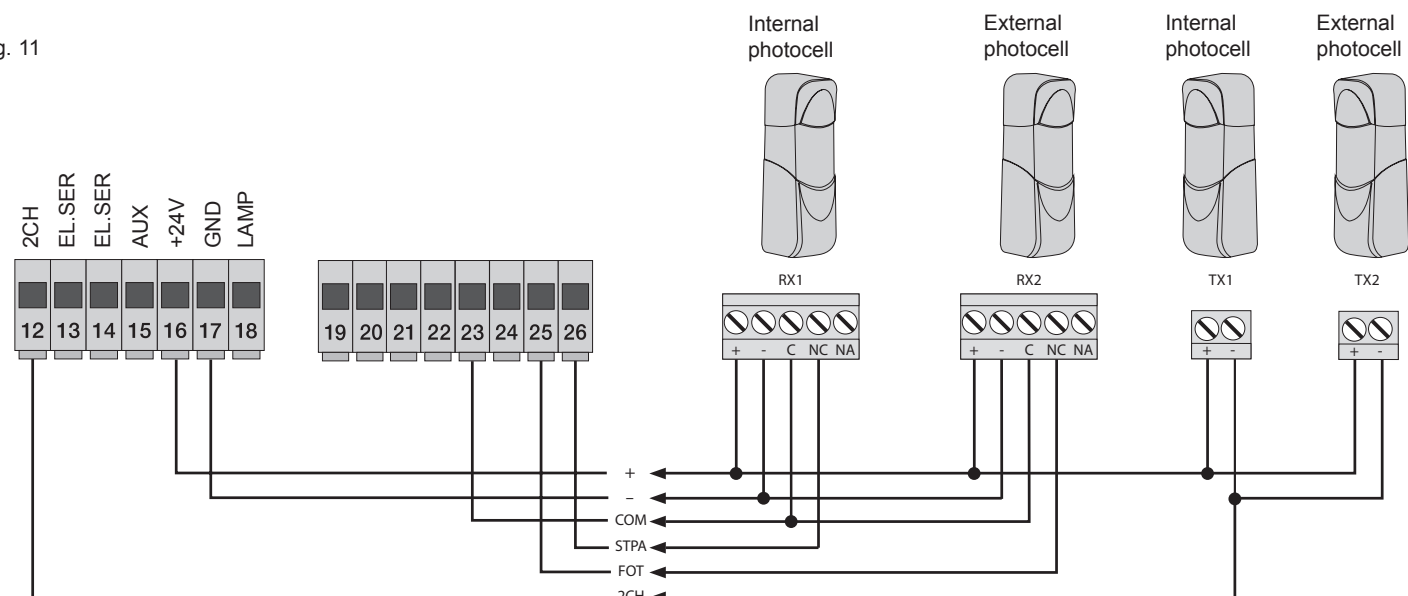 g. 11
Internal photocell
External photocell
Internal photocell
External photocell
2CH
EL.SER
EL.SER
AUX
+24V
GND
LAMP
12 13 14 15 16 17 18
19 20 21 22 23 24 25 26
RX1
RX2
TX1
TX2
+ - C NC NA
+ - C NC NA
+ -
+ -
+
–
COM
STPA
FOT
2CH